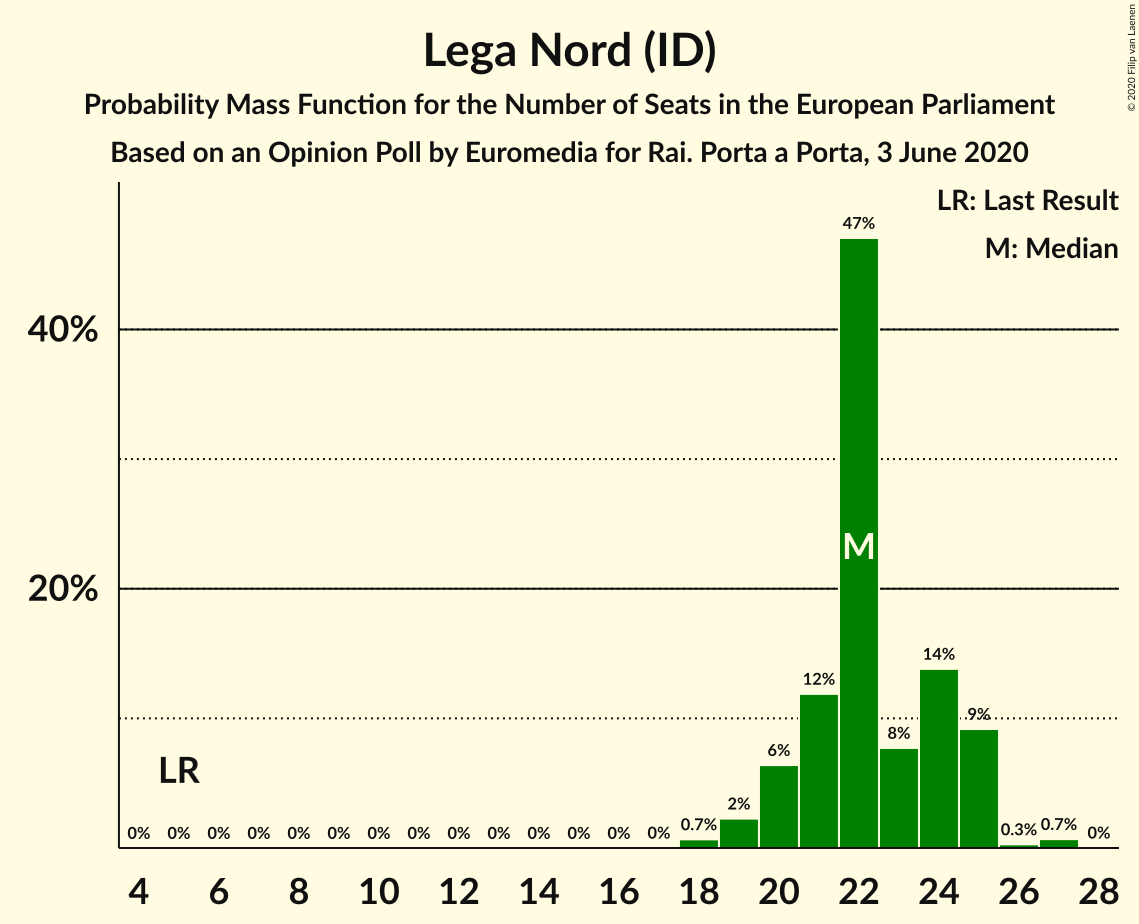 Lega Nord (ID)
Probability Mass Function for the Number of Seats in the European Parliament
Based on an Opinion Poll by Euromedia for Rai. Porta a Porta, 3 June 2020
© 2020 Filip van Laenen
LR: Last Result
M: Median
47%
40%
M
20%
14%
12%
9%
8%
6%
LR
2%
0% 0% 0% 0% 0% 0% 0% 0% 0% 0% 0% 0% 0% 0% 0.7% 0.3% 0.7% 0%
4 6 8 10 12 14 16 18 20 22 24 26 28